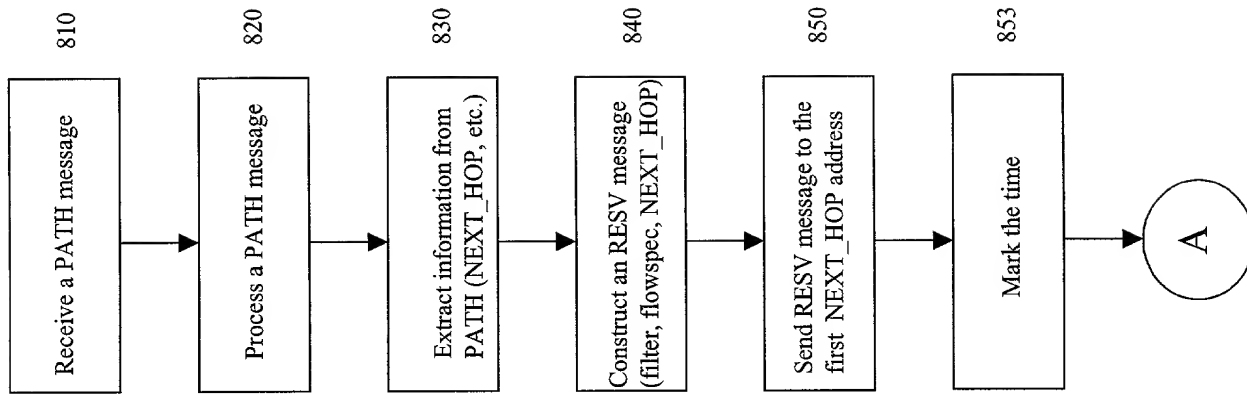 810
Receive a PATH message
820
Process a PATH message
830
Extract information from
PATH (NEXT_HOP, etc.)
840
Construct an RESV message
(filter, flowspec, NEXT_HOP)
850
Send RESV message to the
first NEXT_HOP address
853
Mark the time
A